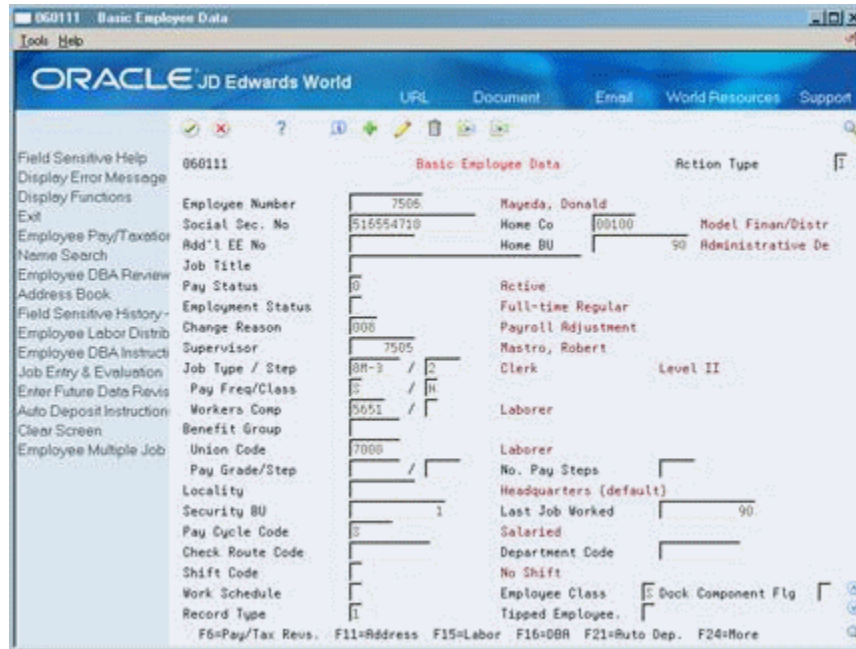 060111 Basic Employee Data
Tools Help
ORACLE JD Edwards World
URL Document Email World Resources Support
Field Sensitive Help
Display Error Message
Display Functions
Exit
Employee Pay/Taxation
Name Search
Employee DBA Review
Address Book
Field Sensitive History -
Employee Labor Distrib
Employee DBA Instructi
Job Entry & Evaluation
Enter Future Data Revis
Auto Deposit Instruction
Clear Screen
Employee Multiple Job
060111 Basic Employee Data Action Type I
Employee Number 7506 Mayeda, Donald
Social Sec. No 516554710 Home Co 00100 Model Finan/Distr
Add'l EE No Home BU 90 Administrative De
Job Title
Pay Status 0 Active
Employment Status Full-time Regular
Change Reason 008 Payroll Adjustment
Supervisor 7505 Mastro, Robert
Job Type / Step 8M-3 / 2 Clerk Level II
Pay Freq/Class S / H
Workers Comp 5651 / Laborer
Benefit Group
Union Code 7000 Laborer
Pay Grade/Step / No. Pay Steps
Locality Headquarters (default)
Security BU 1 Last Job Worked 90
Pay Cycle Code S Salaried
Check Route Code Department Code
Shift Code No Shift
Work Schedule Employee Class S Dock Component Flg
Record Type 1 Tipped Employee.
F6=Pay/Tax Revs. F11=Address F15=Labor F16=DBA F21=Auto Dep. F24=More